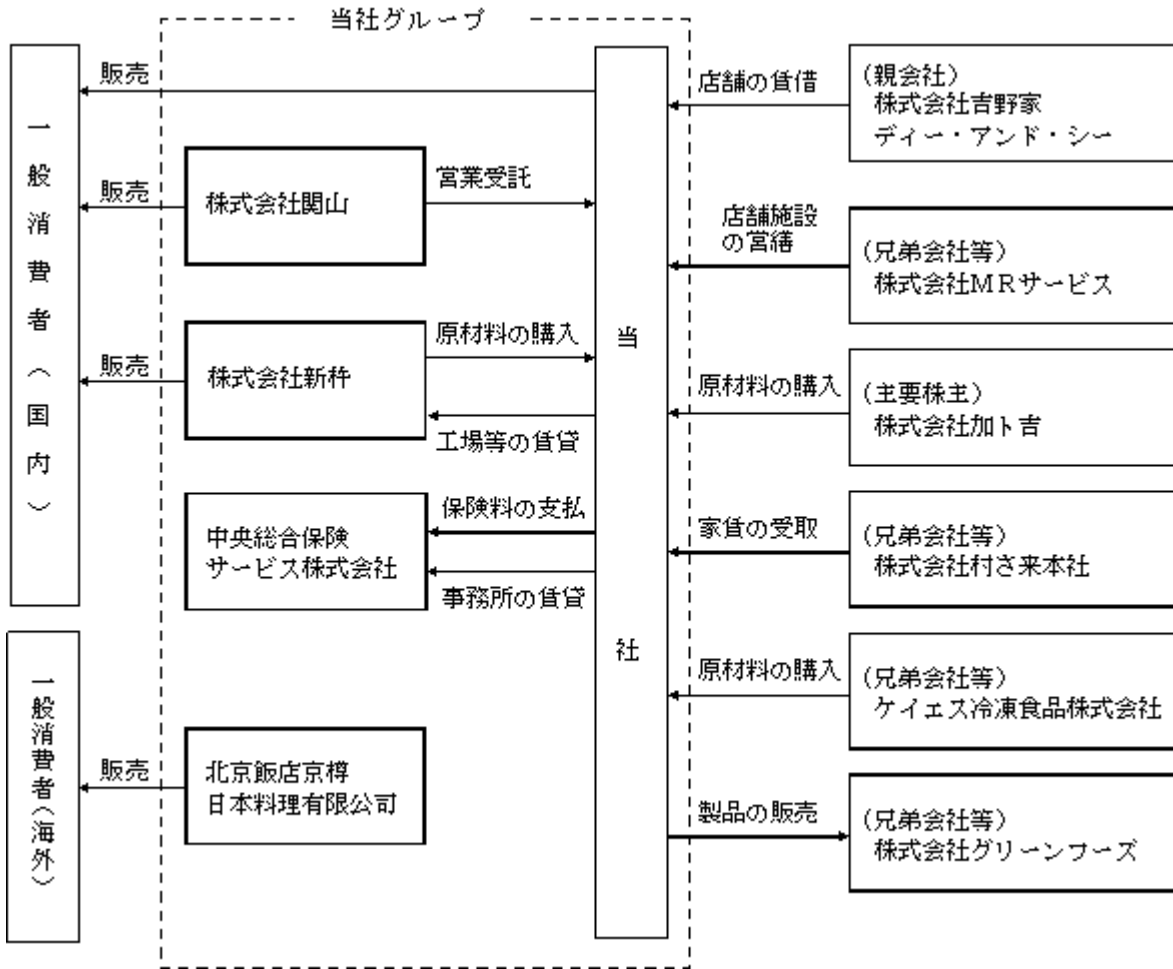 当社グループ
一般消費者（国内）
販売
販売
株式会社関山
営業受託
販売
株式会社新杵
原材料の購入
工場等の賃貸
中央総合保険
サービス株式会社
保険料の支払
事務所の賃貸
一般消費者（海外）
販売
北京飯店京樽
日本料理有限公司
当社
店舗の賃借
（親会社）
株式会社吉野家
ディー・アンド・シー
店舗施設
の営繕
（兄弟会社等）
株式会社ＭＲサービス
原材料の購入
（主要株主）
株式会社加ト吉
家賃の受取
（兄弟会社等）
株式会社村さ来本社
原材料の購入
（兄弟会社等）
ケイエス冷凍食品株式会社
製品の販売
（兄弟会社等）
株式会社グリーンフーズ